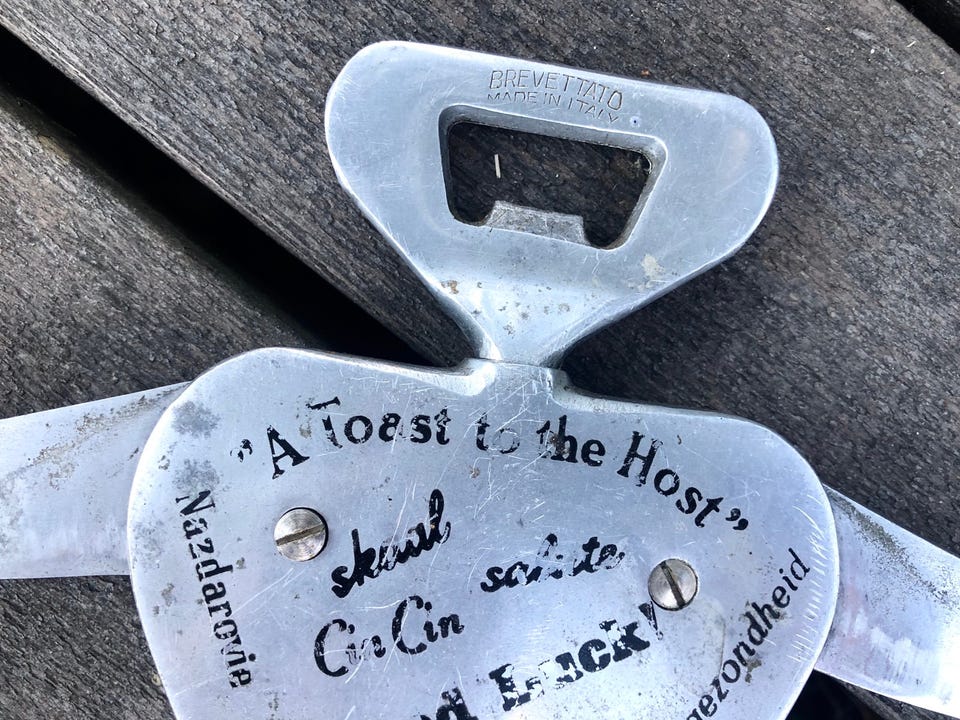 BREVETTATO
MADE IN ITALY
"A Toast to the Host"
Nazdarovie
skaal
salute
Cin Cin
Luck!
gezondheid